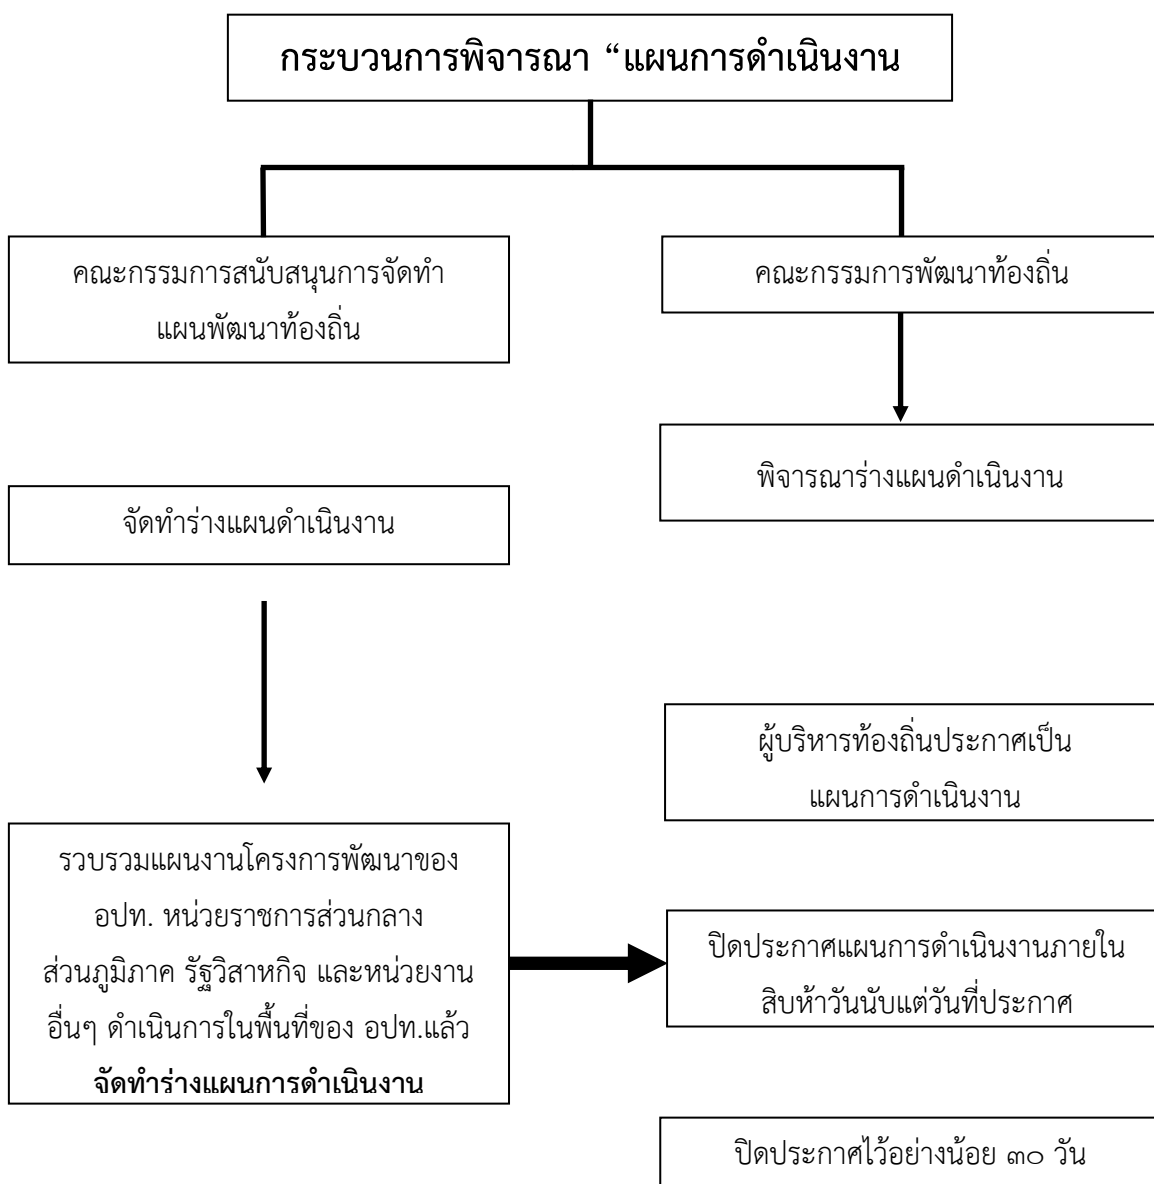 กระบวนการพิจารณา “แผนการดำเนินงาน
คณะกรรมการสนับสนุนการจัดทำ
แผนพัฒนาท้องถิ่น
คณะกรรมการพัฒนาท้องถิ่น
พิจารณาร่างแผนดำเนินงาน
จัดทำร่างแผนดำเนินงาน
ผู้บริหารท้องถิ่นประกาศเป็น
แผนการดำเนินงาน
รวบรวมแผนงานโครงการพัฒนาของ
อปท. หน่วยราชการส่วนกลาง
ส่วนภูมิภาค รัฐวิสาหกิจ และหน่วยงาน
อื่นๆ ดำเนินการในพื้นที่ของ อปท.แล้ว
จัดทำร่างแผนการดำเนินงาน
ปิดประกาศแผนการดำเนินงานภายใน
สิบห้าวันนับแต่วันที่ประกาศ
ปิดประกาศไว้อย่างน้อย ๓๐ วัน